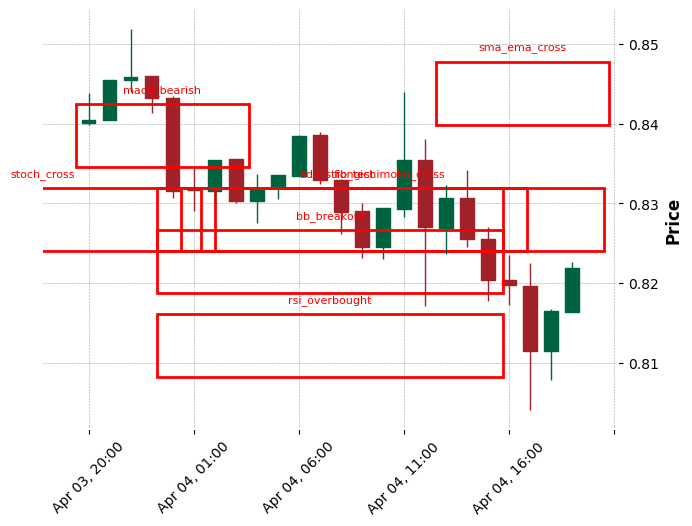 sma_ema_cross
0.85
macd_bearish
0.84
stoch_cross
ichimoku_cross
0.83
bb_breakout
0.82
rsi_overbought
0.81
Price
Apr 03, 20:00
Apr 04, 01:00
Apr 04, 06:00
Apr 04, 11:00
Apr 04, 16:00